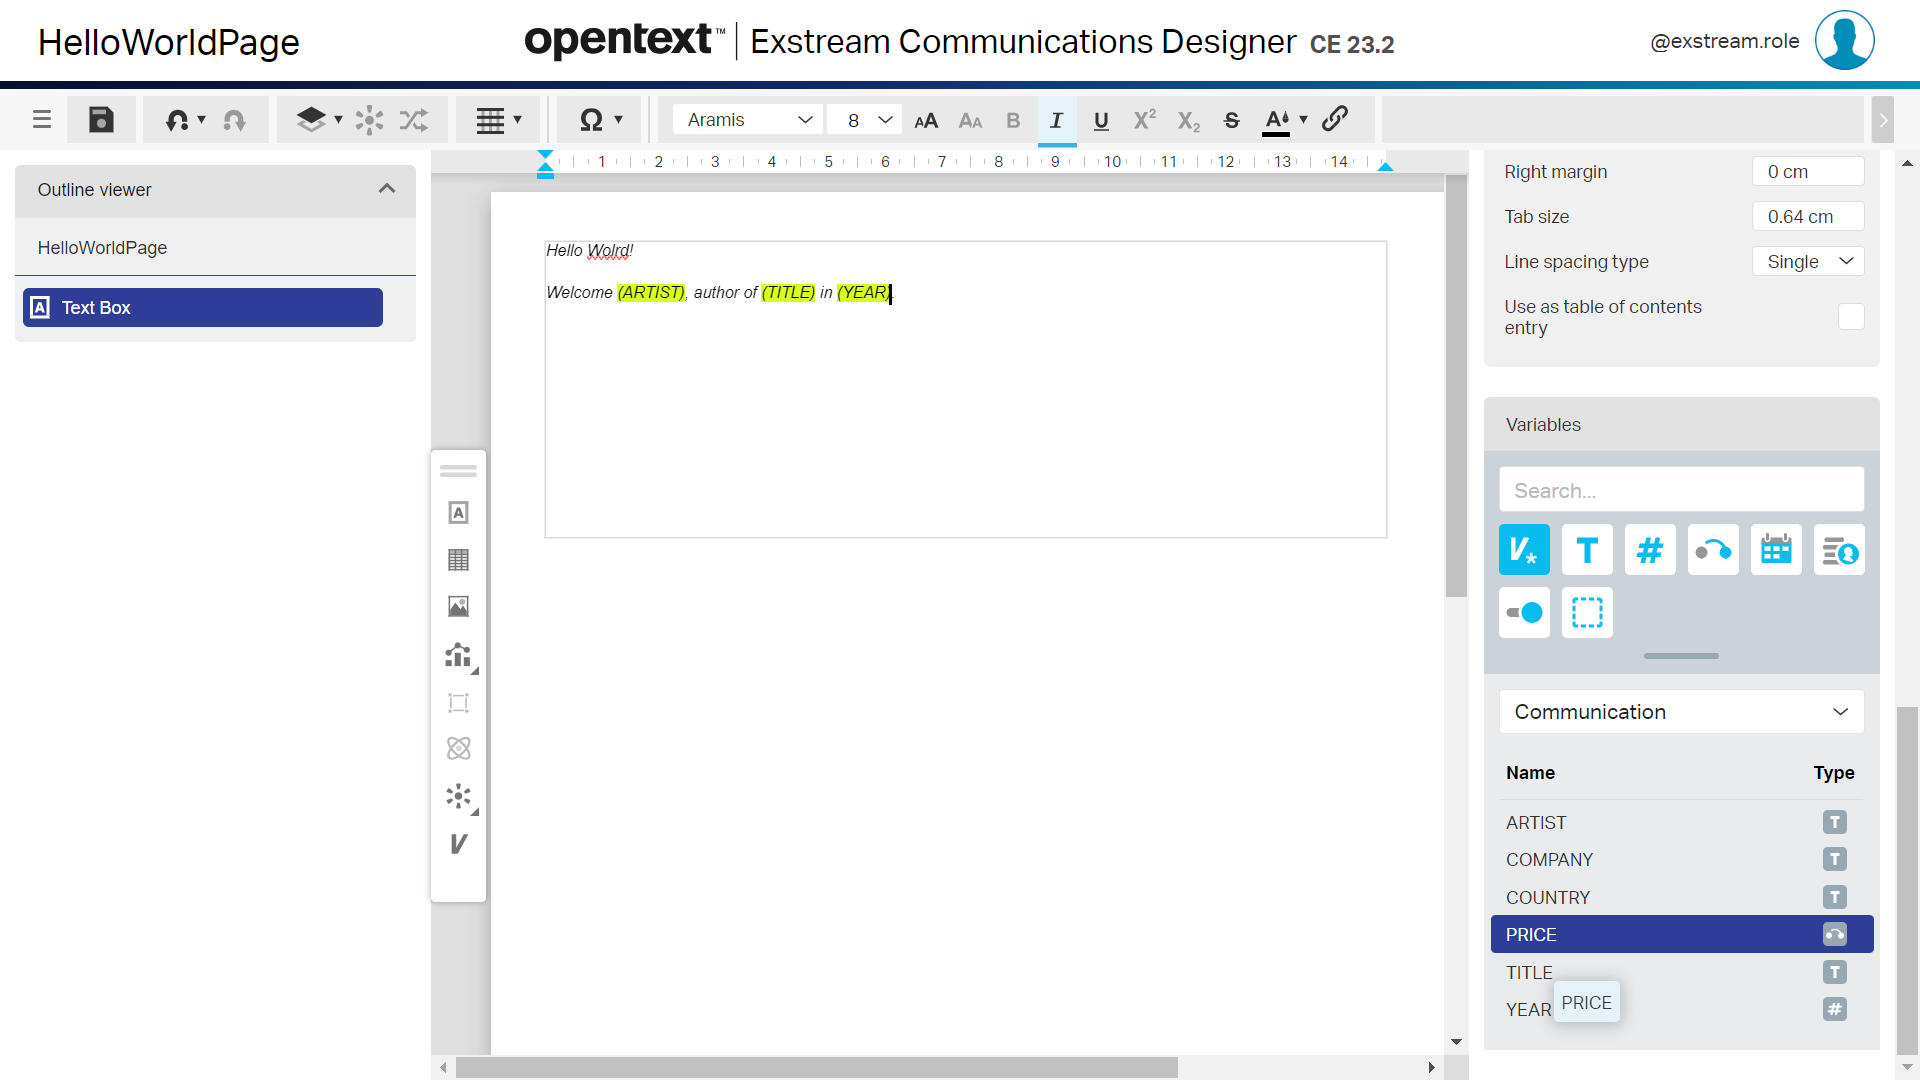 HelloWorldPage
opentext™ | Exstream Communications Designer CE 23.2
@exstream.role
Aramis
8
Outline viewer
HelloWorldPage
Text Box
1 2 3 4 5 6 7 8 9 10 11 12 13 14
Hello Wolrd!
Welcome (ARTIST), author of (TITLE) in (YEAR).
Right margin
0 cm
Tab size
0.64 cm
Line spacing type
Single
Use as table of contents
entry
Variables
Search...
Communication
Name Type
ARTIST T
COMPANY T
COUNTRY T
PRICE
TITLE T
YEAR #
PRICE